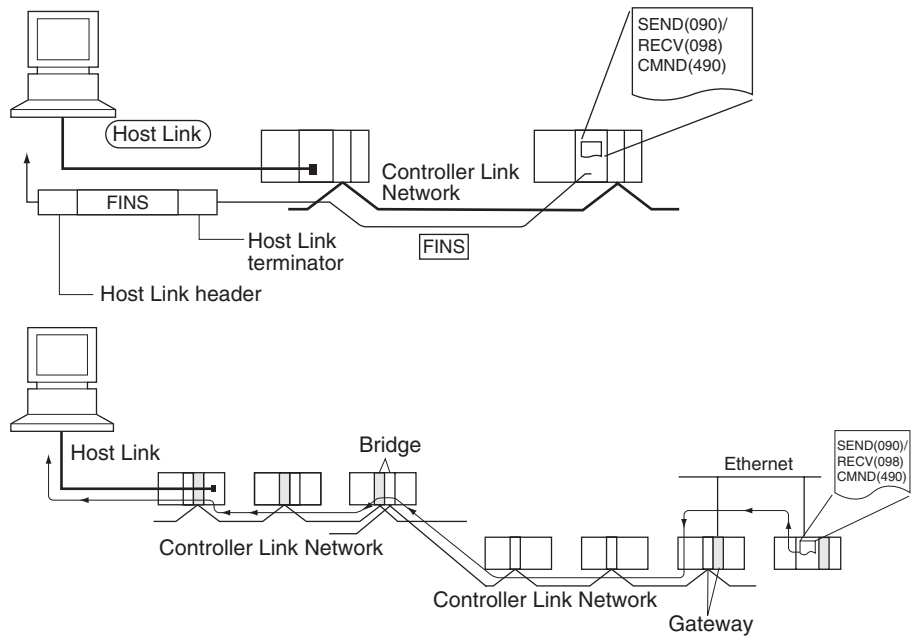 SEND(090)/
RECV(098)
CMND(490)
Host Link
Controller Link
Network
FINS
FINS
Host Link
terminator
Host Link header
Host Link
Bridge
Ethernet
SEND(090)/
RECV(098)
CMND(490)
Controller Link Network
Controller Link Network
Gateway